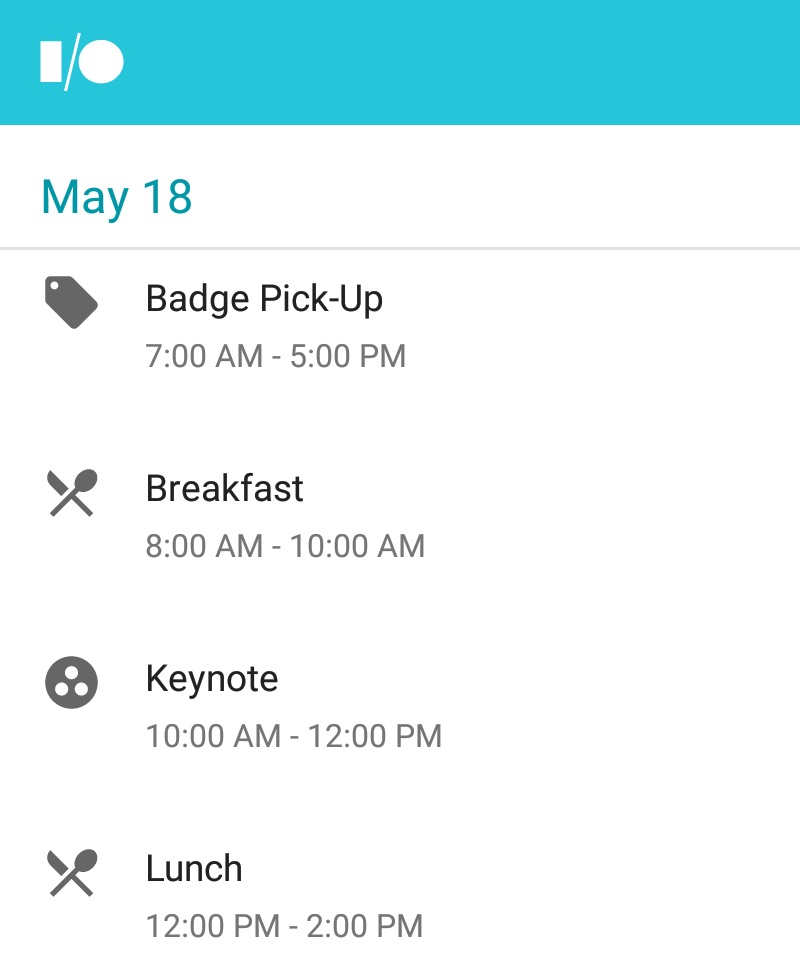 I/O
May 18
Badge Pick-Up
7:00 AM - 5:00 PM
Breakfast
8:00 AM - 10:00 AM
Keynote
10:00 AM - 12:00 PM
Lunch
12:00 PM - 2:00 PM